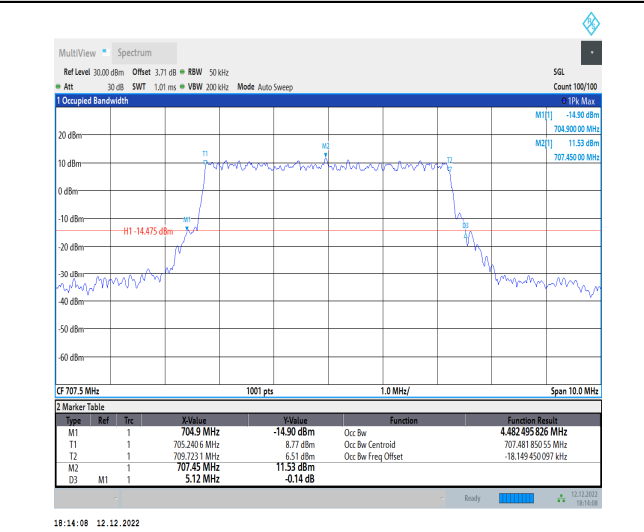 MultiView Spectrum
Ref Level 30.00 dBm Offset 3.71 dB RBW 50 kHz SGL
Att 30 dB SWT 1.01 ms VBW 200 kHz Mode Auto Sweep Count 100/100
1 Occupied Bandwidth 1Pk Max
M1[1] -14.90 dBm
704.900 00 MHz
M2[1] 11.53 dBm
707.450 00 MHz
20 dBm
M2
T1
T2
10 dBm
0 dBm
-10 dBm
M1
D3
H1 -14.475 dBm
-20 dBm
-30 dBm
-40 dBm
-50 dBm
-60 dBm
CF 707.5 MHz 1001 pts 1.0 MHz/ Span 10.0 MHz
2 Marker Table
Type Ref Trc X-Value Y-Value Function Function Result
M1 1 704.9 MHz -14.90 dBm Occ Bw 4.482 495 826 MHz
T1 1 705.240 6 MHz 8.77 dBm Occ Bw Centroid 707.481 850 55 MHz
T2 1 709.723 1 MHz 6.51 dBm Occ Bw Freq Offset -18.149 450 097 kHz
M2 1 707.45 MHz 11.53 dBm
D3 M1 1 5.12 MHz -0.14 dB
Ready 12.12.2022
18:14:08
18:14:08 12.12.2022